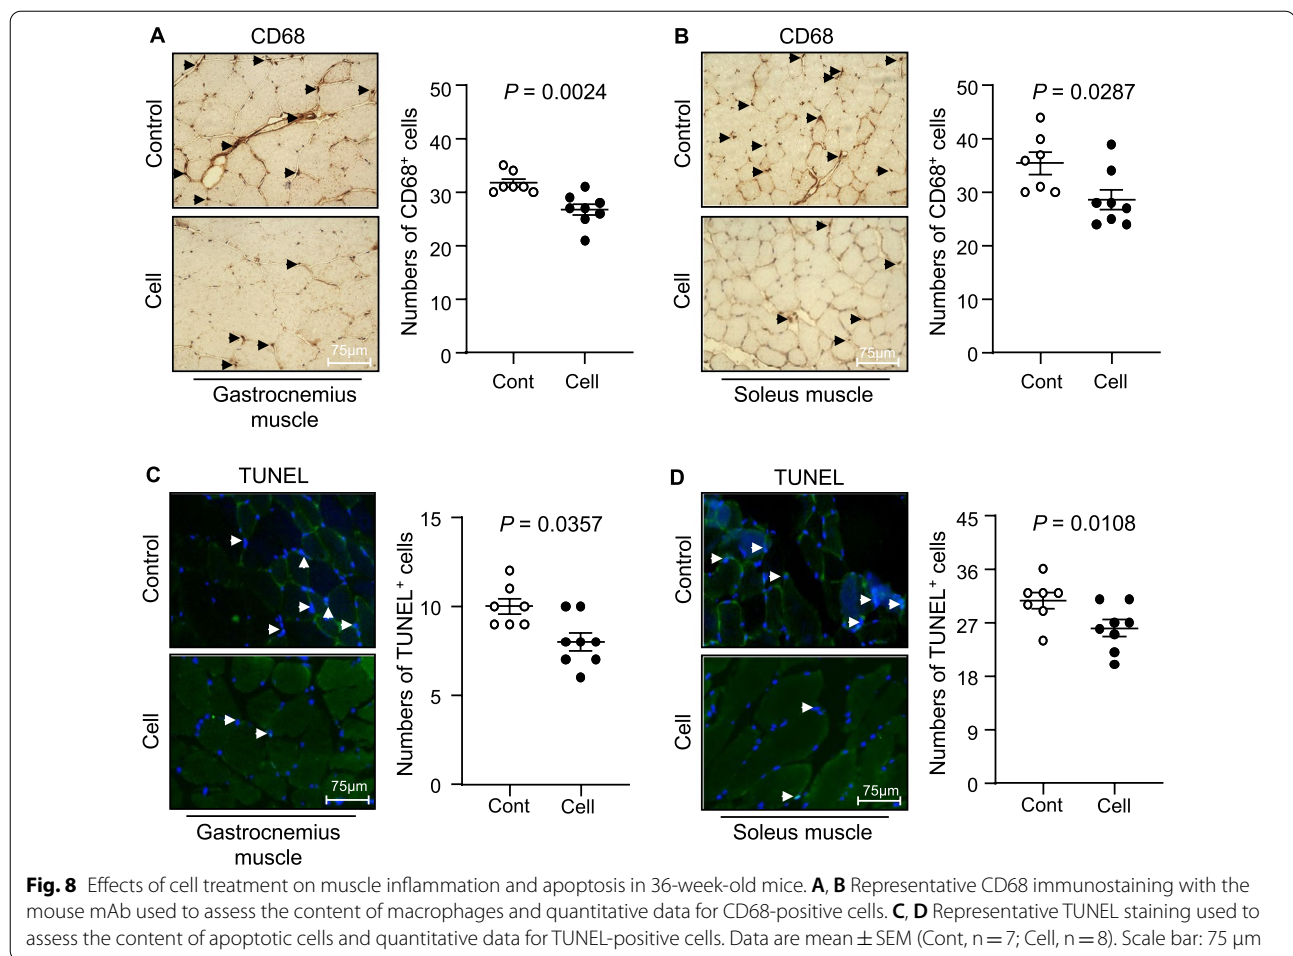 A
CD68
Control
Cell
75µm
Gastrocnemius
muscle
Numbers of CD68⁺ cells
50
40
30
20
10
0
P = 0.0024
Cont
Cell
B
CD68
Control
Cell
75µm
Soleus muscle
Numbers of CD68⁺ cells
50
40
30
20
10
0
P = 0.0287
Cont
Cell
C
TUNEL
Control
Cell
75µm
Gastrocnemius
muscle
Numbers of TUNEL⁺ cells
15
10
5
0
P = 0.0357
Cont
Cell
D
TUNEL
Control
Cell
75µm
Soleus muscle
Numbers of TUNEL⁺ cells
45
36
27
18
9
0
P = 0.0108
Cont
Cell
Fig. 8 Effects of cell treatment on muscle inflammation and apoptosis in 36-week-old mice. A, B Representative CD68 immunostaining with the
mouse mAb used to assess the content of macrophages and quantitative data for CD68-positive cells. C, D Representative TUNEL staining used to
assess the content of apoptotic cells and quantitative data for TUNEL-positive cells. Data are mean ± SEM (Cont, n = 7; Cell, n = 8). Scale bar: 75 µm